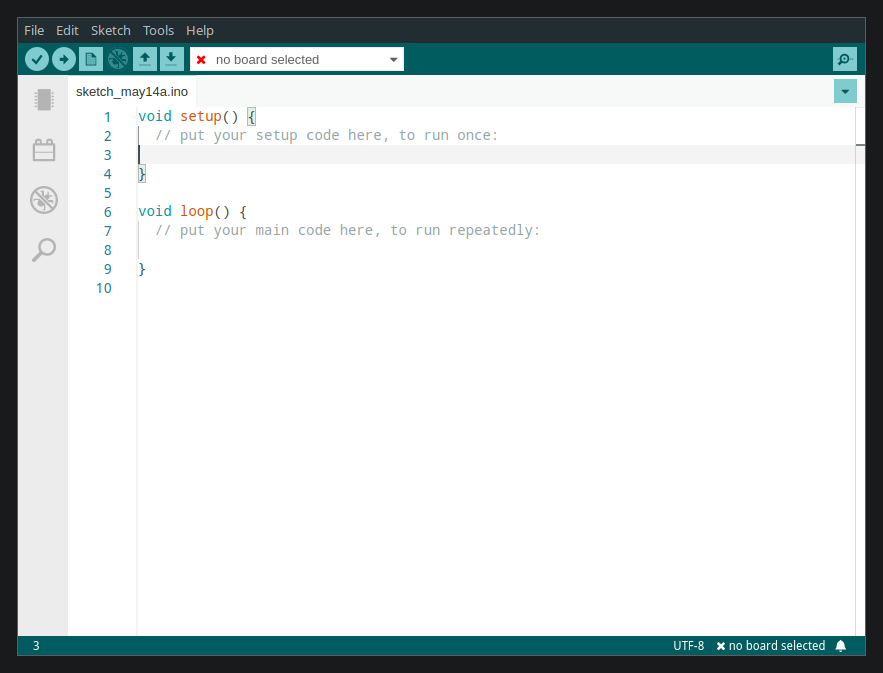 File Edit Sketch Tools Help
no board selected
sketch_may14a.ino
1 void setup() {
2 // put your setup code here, to run once:
3
4 }
5
6 void loop() {
7 // put your main code here, to run repeatedly:
8
9 }
10
3 UTF-8 no board selected